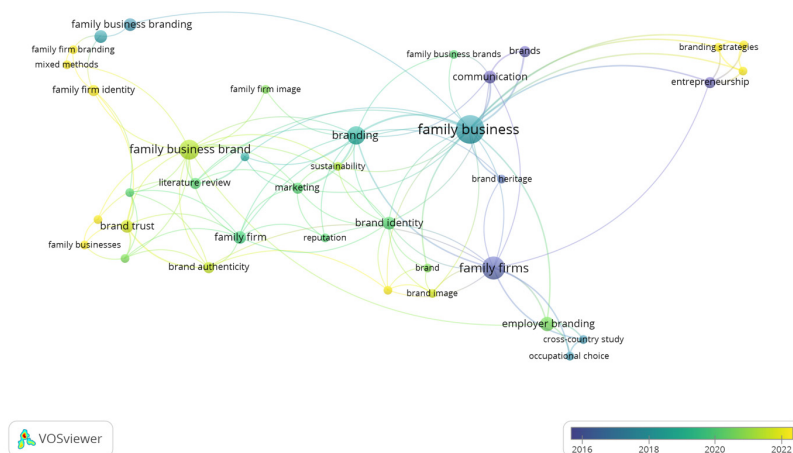 family business branding
family firm branding
mixed methods
family firm identity
family firm image
family business brands
brands
communication
branding strategies
entrepreneurship
family business
branding
family business brand
sustainability
literature review
marketing
brand heritage
brand trust
family businesses
family firm
reputation
brand identity
brand authenticity
brand
family firms
brand image
employer branding
cross-country study
occupational choice
VOSviewer
2016 2018 2020 2022